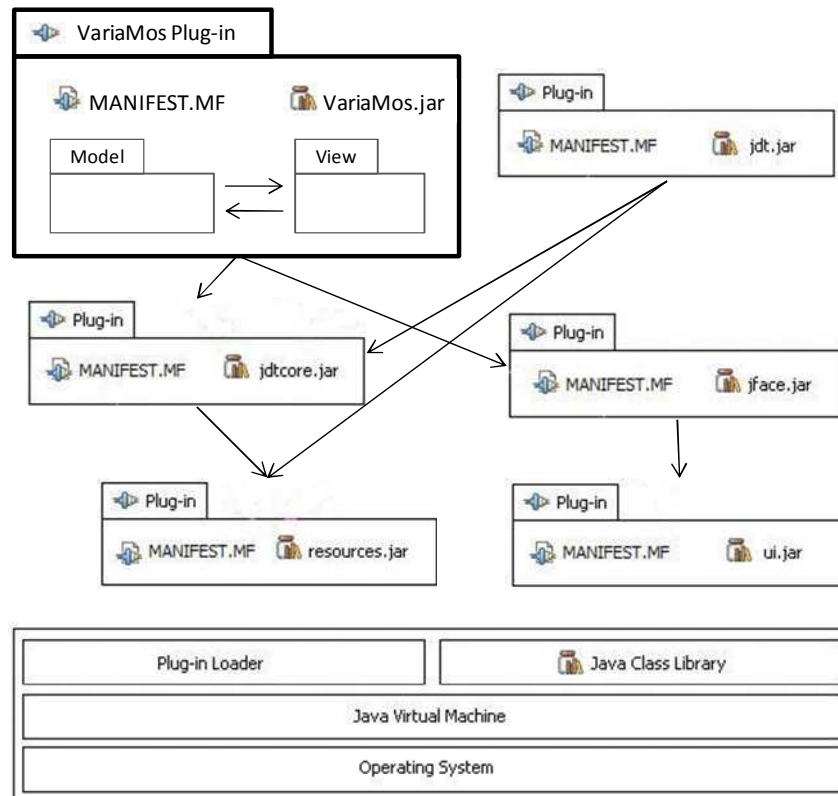 VariaMos Plug-in
MANIFEST.MF VariaMos.jar
Model View
Plug-in
MANIFEST.MF jdt.jar
Plug-in
MANIFEST.MF jdtcore.jar
Plug-in
MANIFEST.MF jface.jar
Plug-in
MANIFEST.MF resources.jar
Plug-in
MANIFEST.MF ui.jar
Plug-in Loader Java Class Library
Java Virtual Machine
Operating System